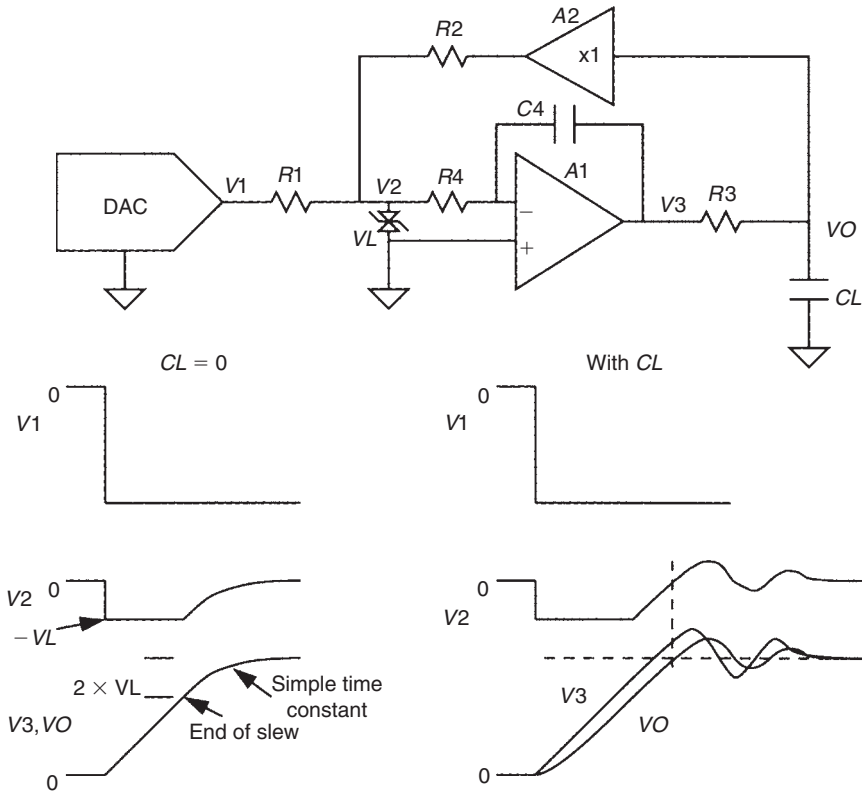 A2
R2
x1
C4
V1
R1
V2
R4
A1
DAC
V3
R3
VL
VO
−
+
CL
CL = 0
With CL
0
V1
0
V1
0
V2
−VL
0
V2
2 × VL
Simple time
constant
V3, VO
End of slew
0
V3
VO
0